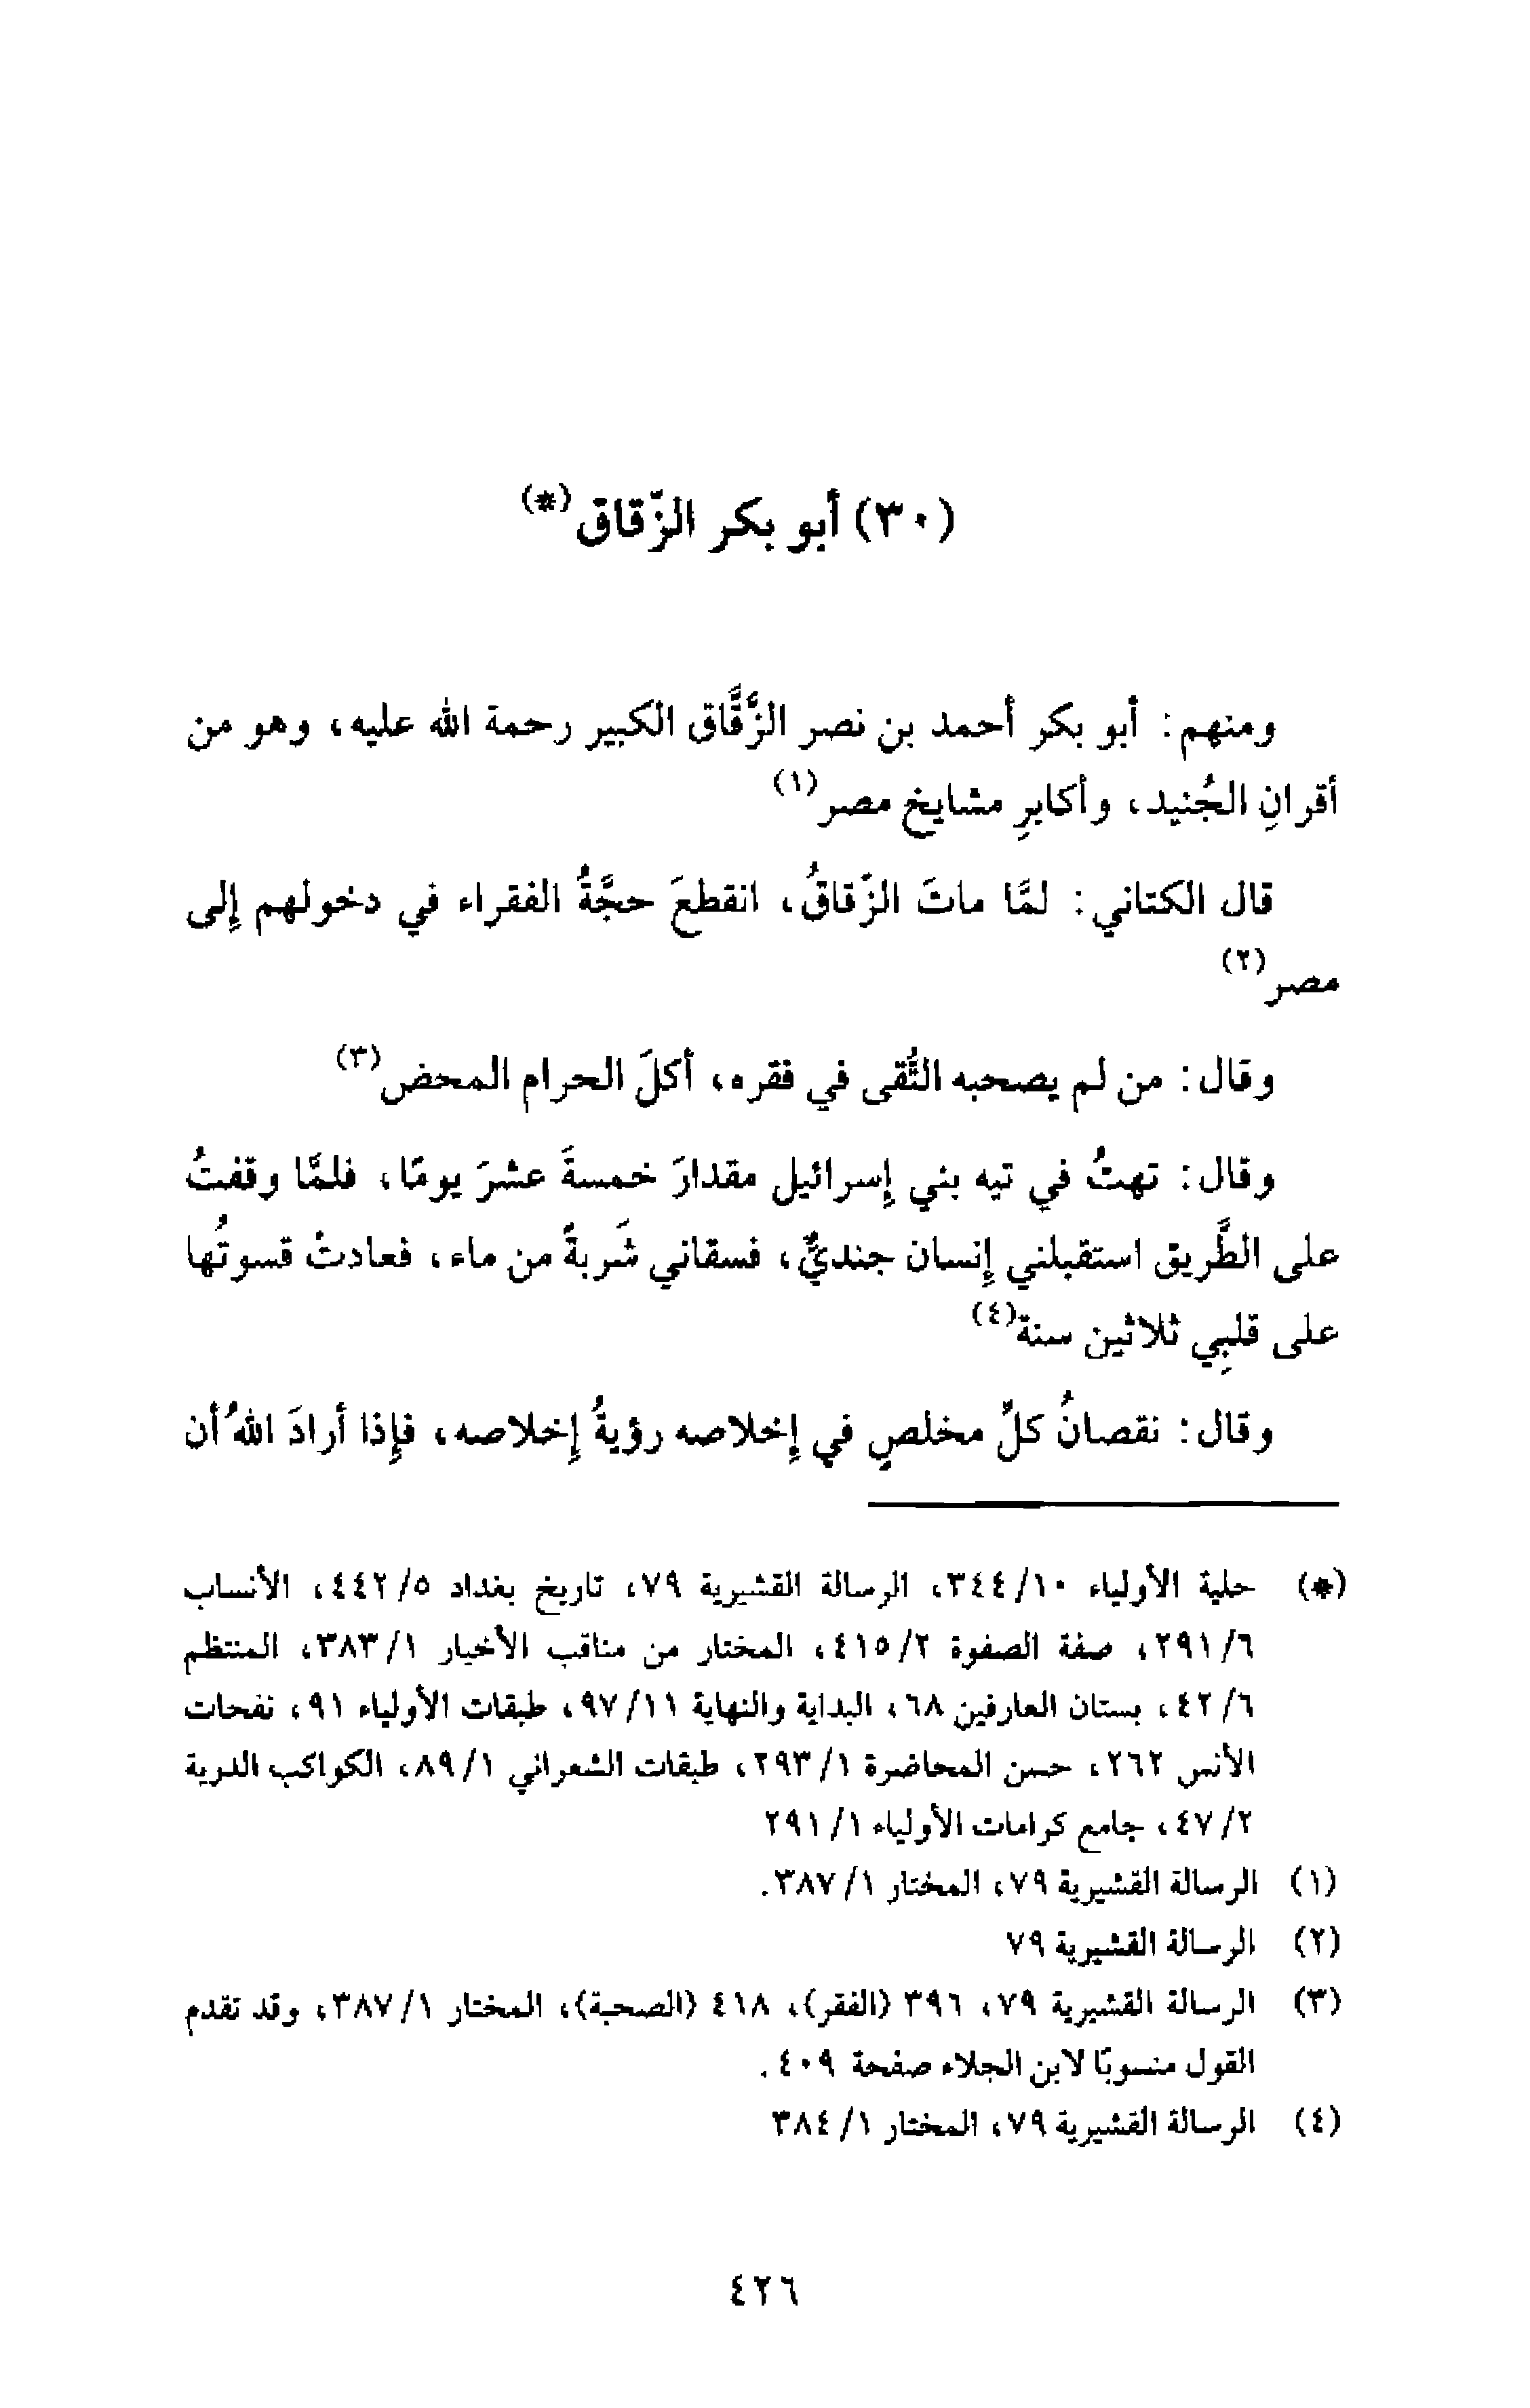 (٣٠) أبو بكر الزّقاق(*)
ومنهم: أبو بكر أحمد بن نصر الزَّقَّاق الكبير رحمة الله عليه، وهو من
أقرانِ الجُنيد، وأكابرِ مشايخ مصر(١)
قال الكتاني: لمَّا ماتَ الزّقاقُ، انقطعَ حجَّةُ الفقراء في دخولهم إلى
مصر(٢)
وقال: من لم يصحبه التُّقى في فقره، أكلَ الحرام المحض(٣)
وقال: تهتُ في تيه بني إسرائيل مقدارَ خمسةَ عشرَ يومًا، فلمَّا وقفتُ
على الطَّريق استقبلني إنسان جنديٌّ، فسقاني شَربةً من ماء، فعادتْ قسوتُها
على قلبِي ثلاثين سنة(٤)
وقال: نقصانُ كلِّ مخلصٍ في إخلاصه رؤيةُ إخلاصه، فإذا أرادَ اللهُ أن
(*) حلية الأولياء ١٠/٣٤٤، الرسالة القشيرية ٧٩، تاريخ بغداد ٥/٤٤٢، الأنساب
٦/٢٩١، صفة الصفوة ٢/٤١٥، المختار من مناقب الأخيار ١/٣٨٣، المنتظم
٦/٤٢، بستان العارفين ٦٨، البداية والنهاية ١١/٩٧، طبقات الأولياء ٩١، نفحات
الأنس ٢٦٢، حسن المحاضرة ١/٢٩٣، طبقات الشعراني ١/٨٩، الكواكب الدرية
٢/٤٧، جامع كرامات الأولياء ١/٢٩١
(١) الرسالة القشيرية ٧٩، المختار ١/٣٨٧.
(٢) الرسالة القشيرية ٧٩
(٣) الرسالة القشيرية ٧٩، ٣٩٦ (الفقر)، ٤١٨ (الصحبة)، المختار ١/٣٨٧، وقد تقدم
القول منسوبًا لابن الجلاء صفحة ٤٠٩.
(٤) الرسالة القشيرية ٧٩، المختار ١/٣٨٤
٤٢٦